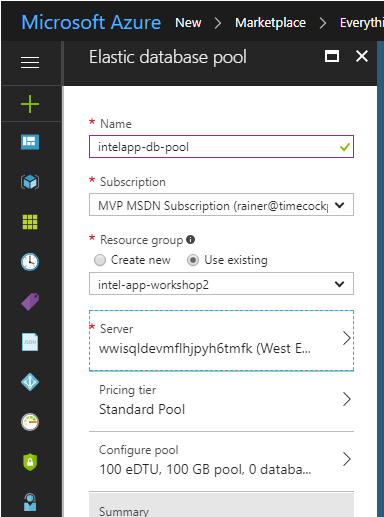 Microsoft Azure New > Marketplace > Everythi
Elastic database pool
* Name
intelapp-db-pool
* Subscription
MVP MSDN Subscription (rainer@timecockp
* Resource group
Create new Use existing
intel-app-workshop2
* Server
wwisqldevmflhjpyh6tmfk (West E...
Pricing tier
Standard Pool
Configure pool
100 eDTU, 100 GB pool, 0 databa...
Summary